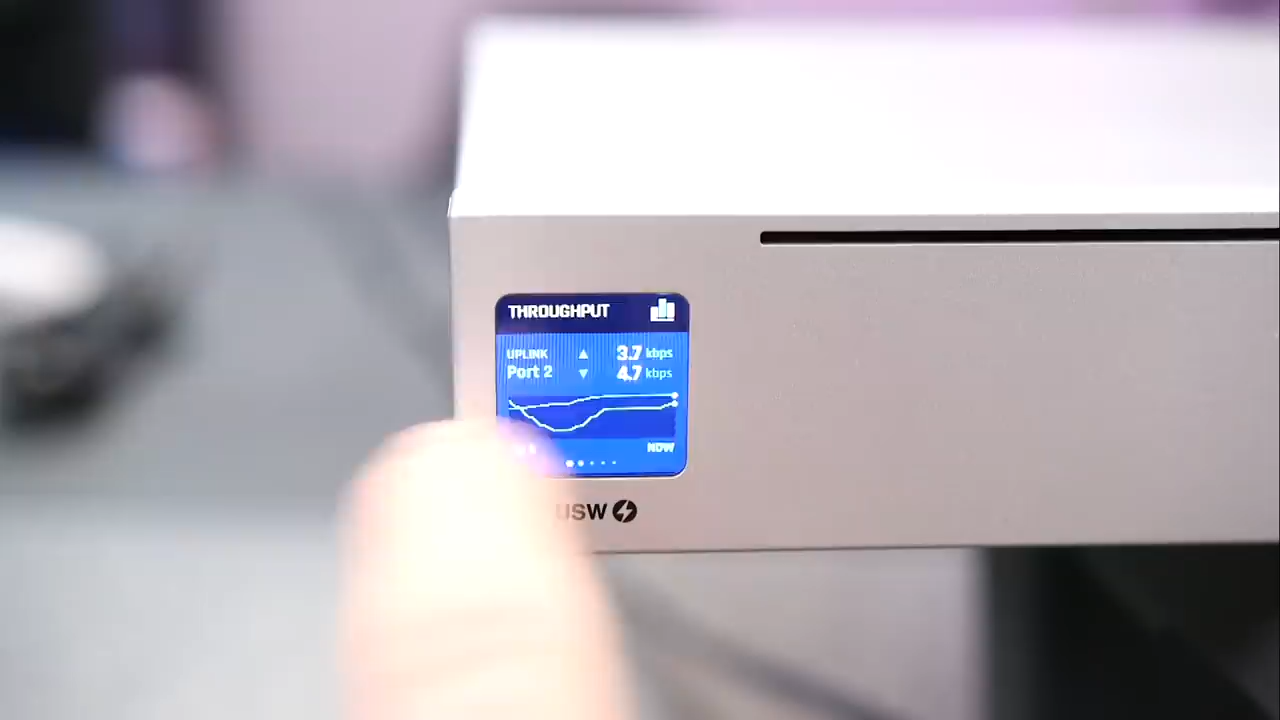 THROUGHPUT
UPLINK ▲ 3.7 kbps
Port 2 ▼ 4.7 kbps
NOW
USW